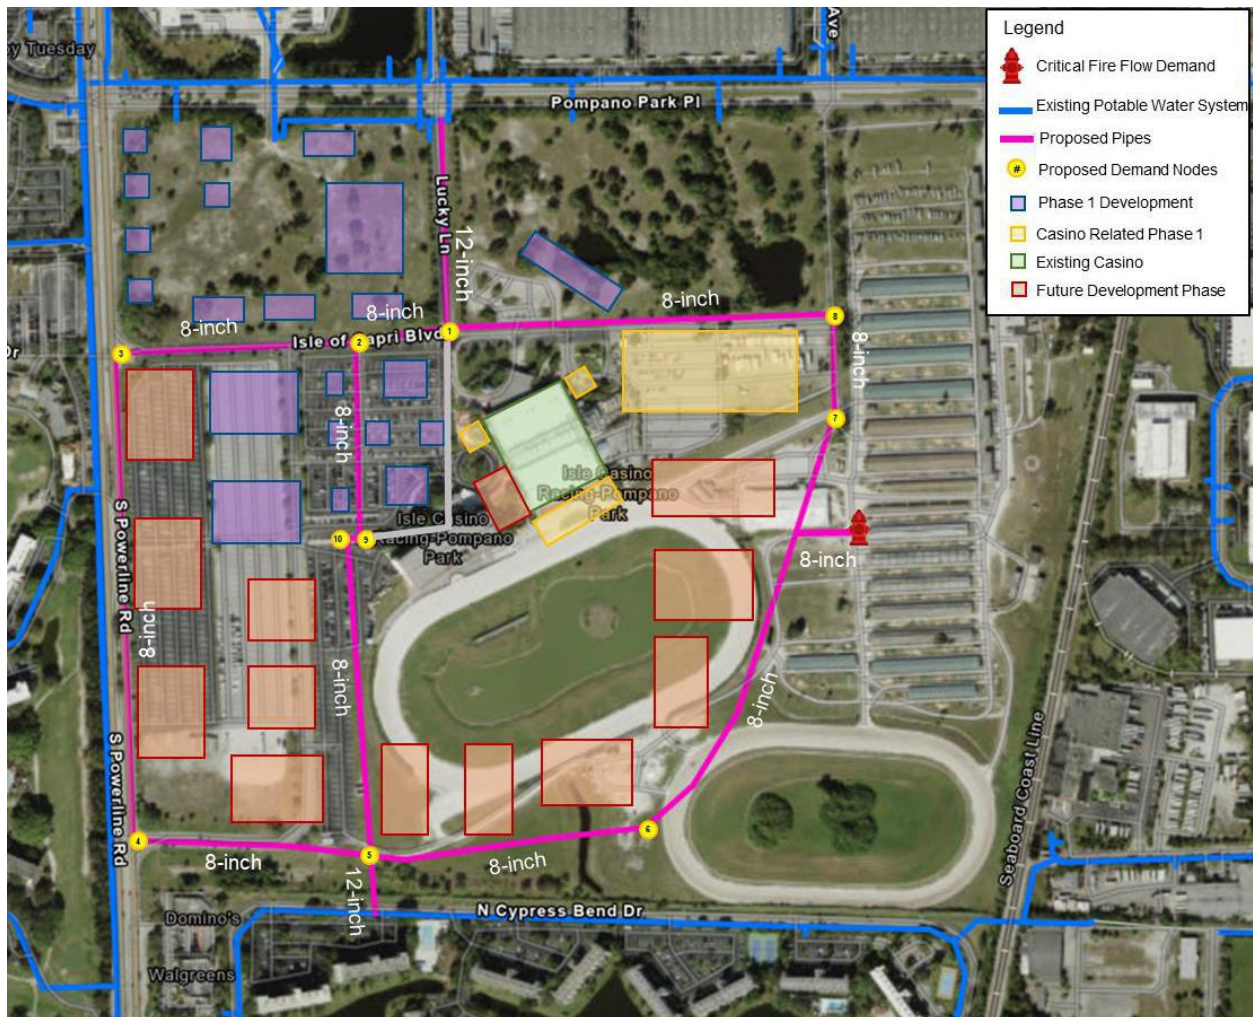 by Tuesday
Ave
Pompano Park Pl
Legend
Critical Fire Flow Demand
Existing Potable Water System
Proposed Pipes
#
Proposed Demand Nodes
Phase 1 Development
Casino Related Phase 1
Existing Casino
Future Development Phase
Lucky Ln
12-inch
8-inch
8-inch
8-inch
8
1
Isle of Capri Blvd
2
3
Dr
8-inch
8-inch
7
Isle Casino
Racing-Pompano
Park
Isle Casino
Racing-Pompano
Park
10
9
8-inch
S Powerline Rd
8-inch
8-inch
8-inch
S Powerline Rd
Seaboard Coast Line
4
5
6
8-inch
8-inch
12-inch
N Cypress Bend Dr
Domino's
Walgreens